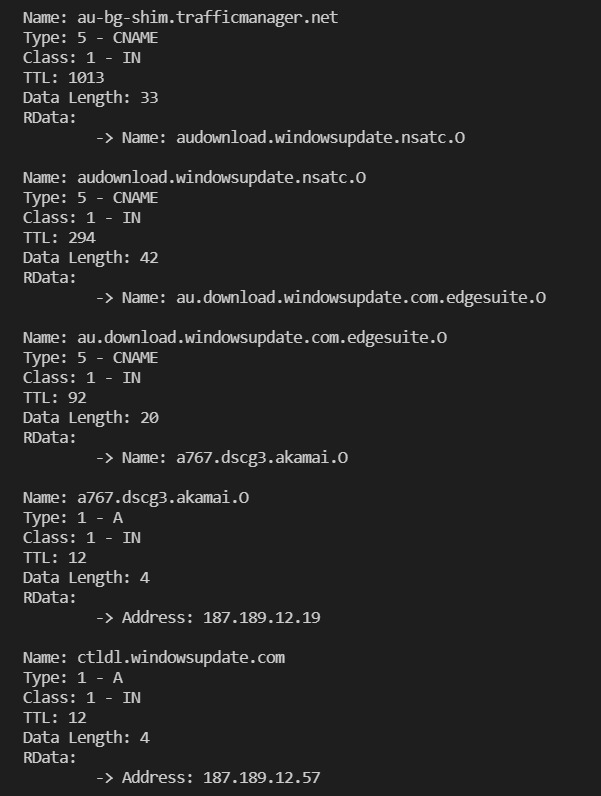 Name: au-bg-shim.trafficmanager.net
Type: 5 - CNAME
Class: 1 - IN
TTL: 1013
Data Length: 33
RData:
-> Name: audownload.windowsupdate.nsatc.O
Name: audownload.windowsupdate.nsatc.O
Type: 5 - CNAME
Class: 1 - IN
TTL: 294
Data Length: 42
RData:
-> Name: au.download.windowsupdate.com.edgesuite.O
Name: au.download.windowsupdate.com.edgesuite.O
Type: 5 - CNAME
Class: 1 - IN
TTL: 92
Data Length: 20
RData:
-> Name: a767.dscg3.akamai.O
Name: a767.dscg3.akamai.O
Type: 1 - A
Class: 1 - IN
TTL: 12
Data Length: 4
RData:
-> Address: 187.189.12.19
Name: ctldl.windowsupdate.com
Type: 1 - A
Class: 1 - IN
TTL: 12
Data Length: 4
RData:
-> Address: 187.189.12.57